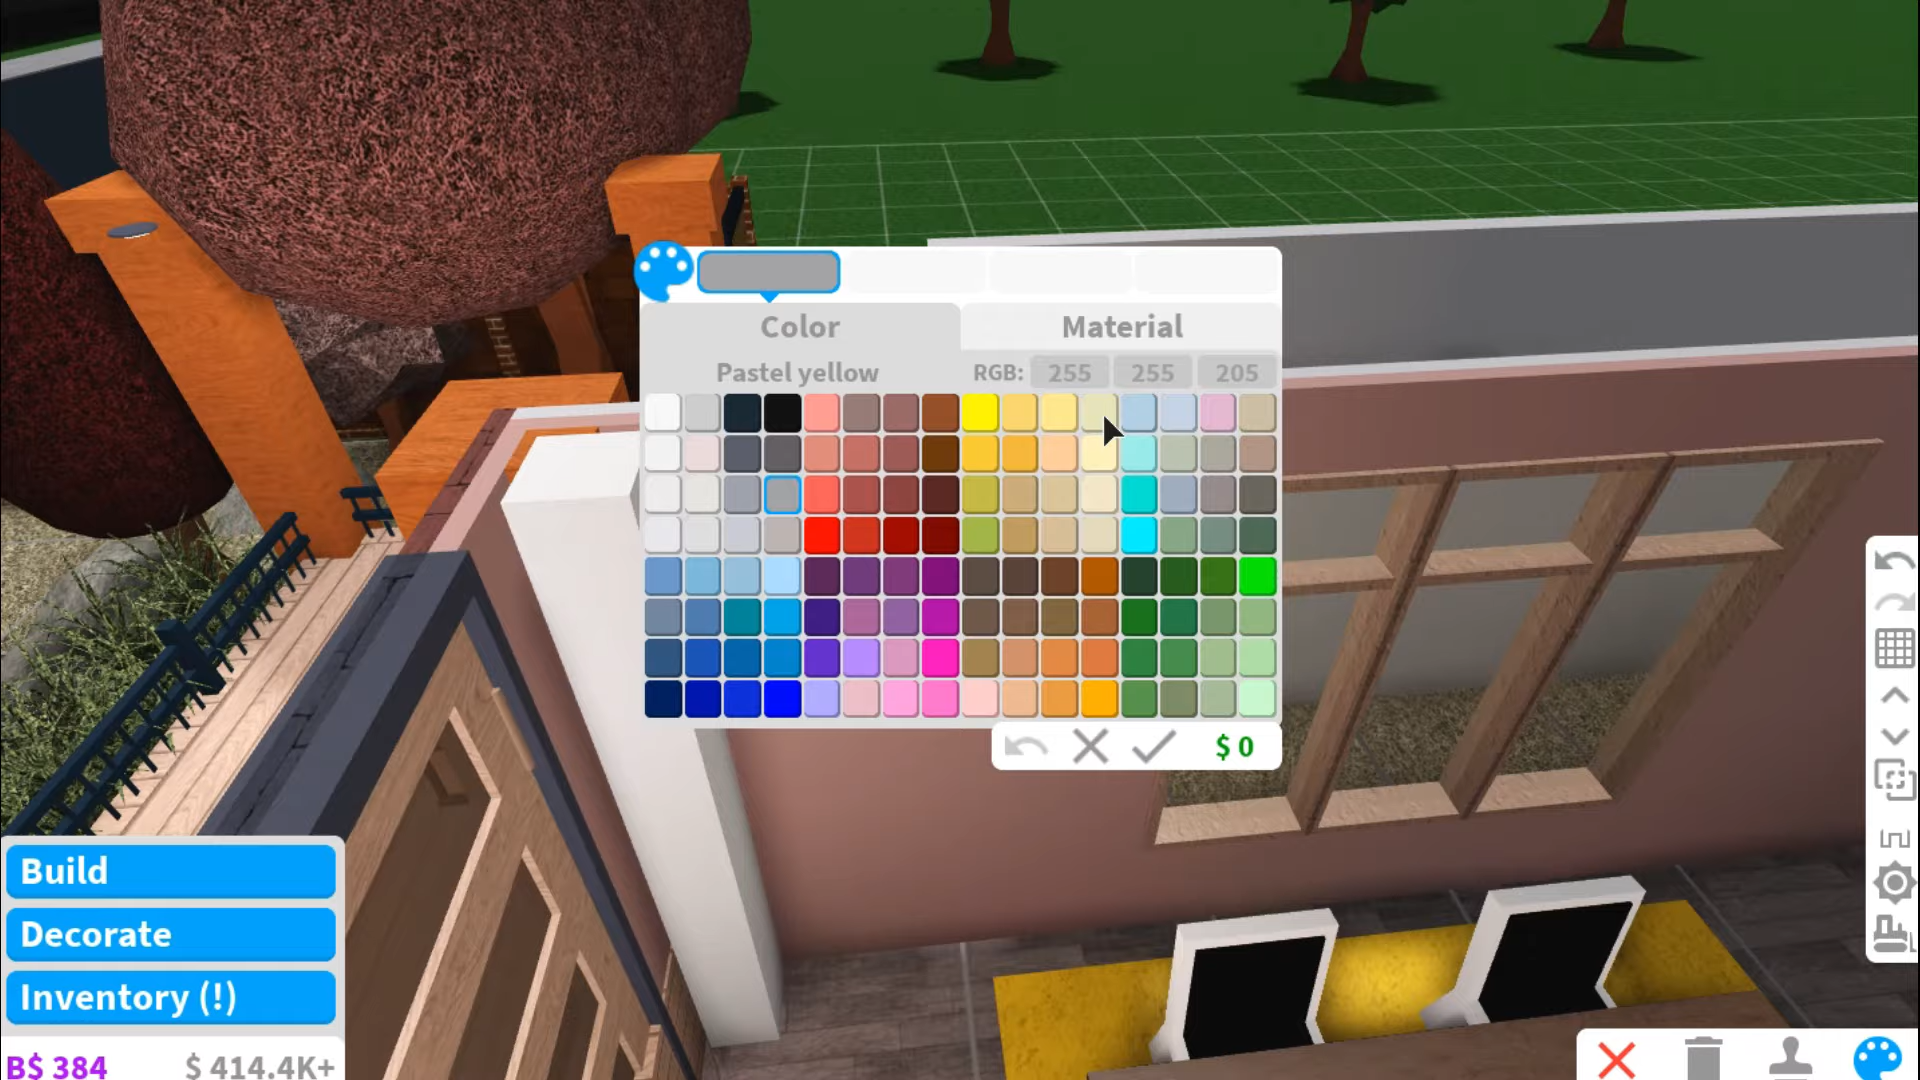 Color
Material
Pastel yellow
RGB: 255 255 205
$ 0
Build
Decorate
Inventory (!)
B$ 384
$ 414.4K+